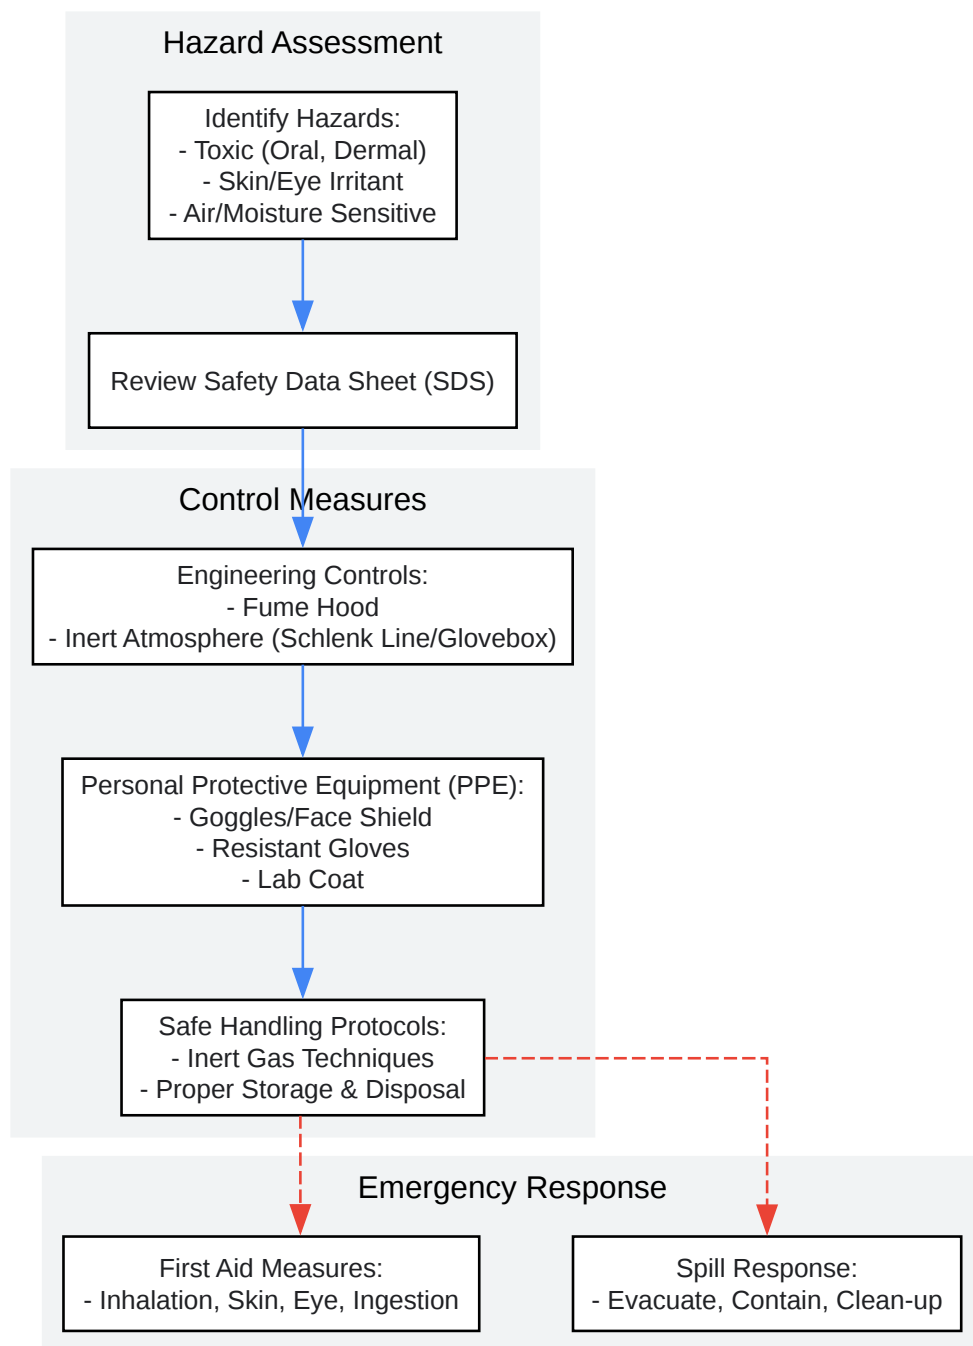 Hazard Assessment
Identify Hazards:
- Toxic (Oral, Dermal)
- Skin/Eye Irritant
- Air/Moisture Sensitive
Review Safety Data Sheet (SDS)
Control Measures
Engineering Controls:
- Fume Hood
- Inert Atmosphere (Schlenk Line/Glovebox)
Personal Protective Equipment (PPE):
- Goggles/Face Shield
- Resistant Gloves
- Lab Coat
Safe Handling Protocols:
- Inert Gas Techniques
- Proper Storage & Disposal
Emergency Response
First Aid Measures:
- Inhalation, Skin, Eye, Ingestion
Spill Response:
- Evacuate, Contain, Clean-up